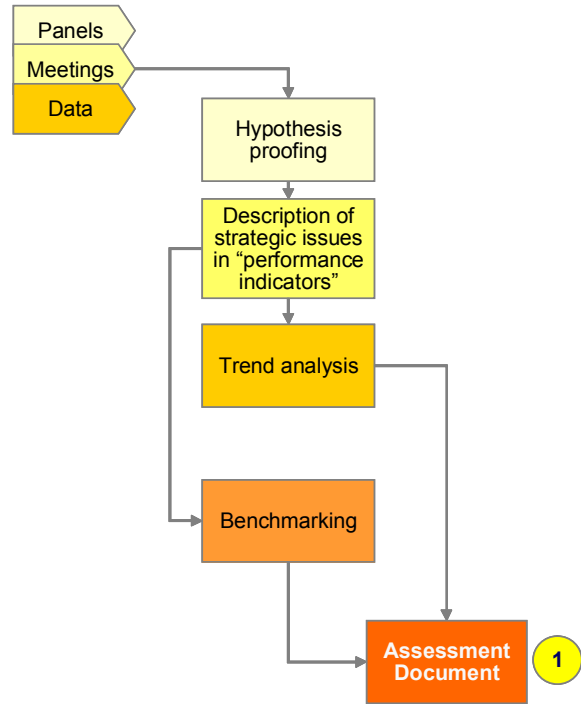 Panels
Meetings
Data
Hypothesis
proofing
Description of
strategic issues
in “performance
indicators”
Trend analysis
Benchmarking
Assessment
Document
1